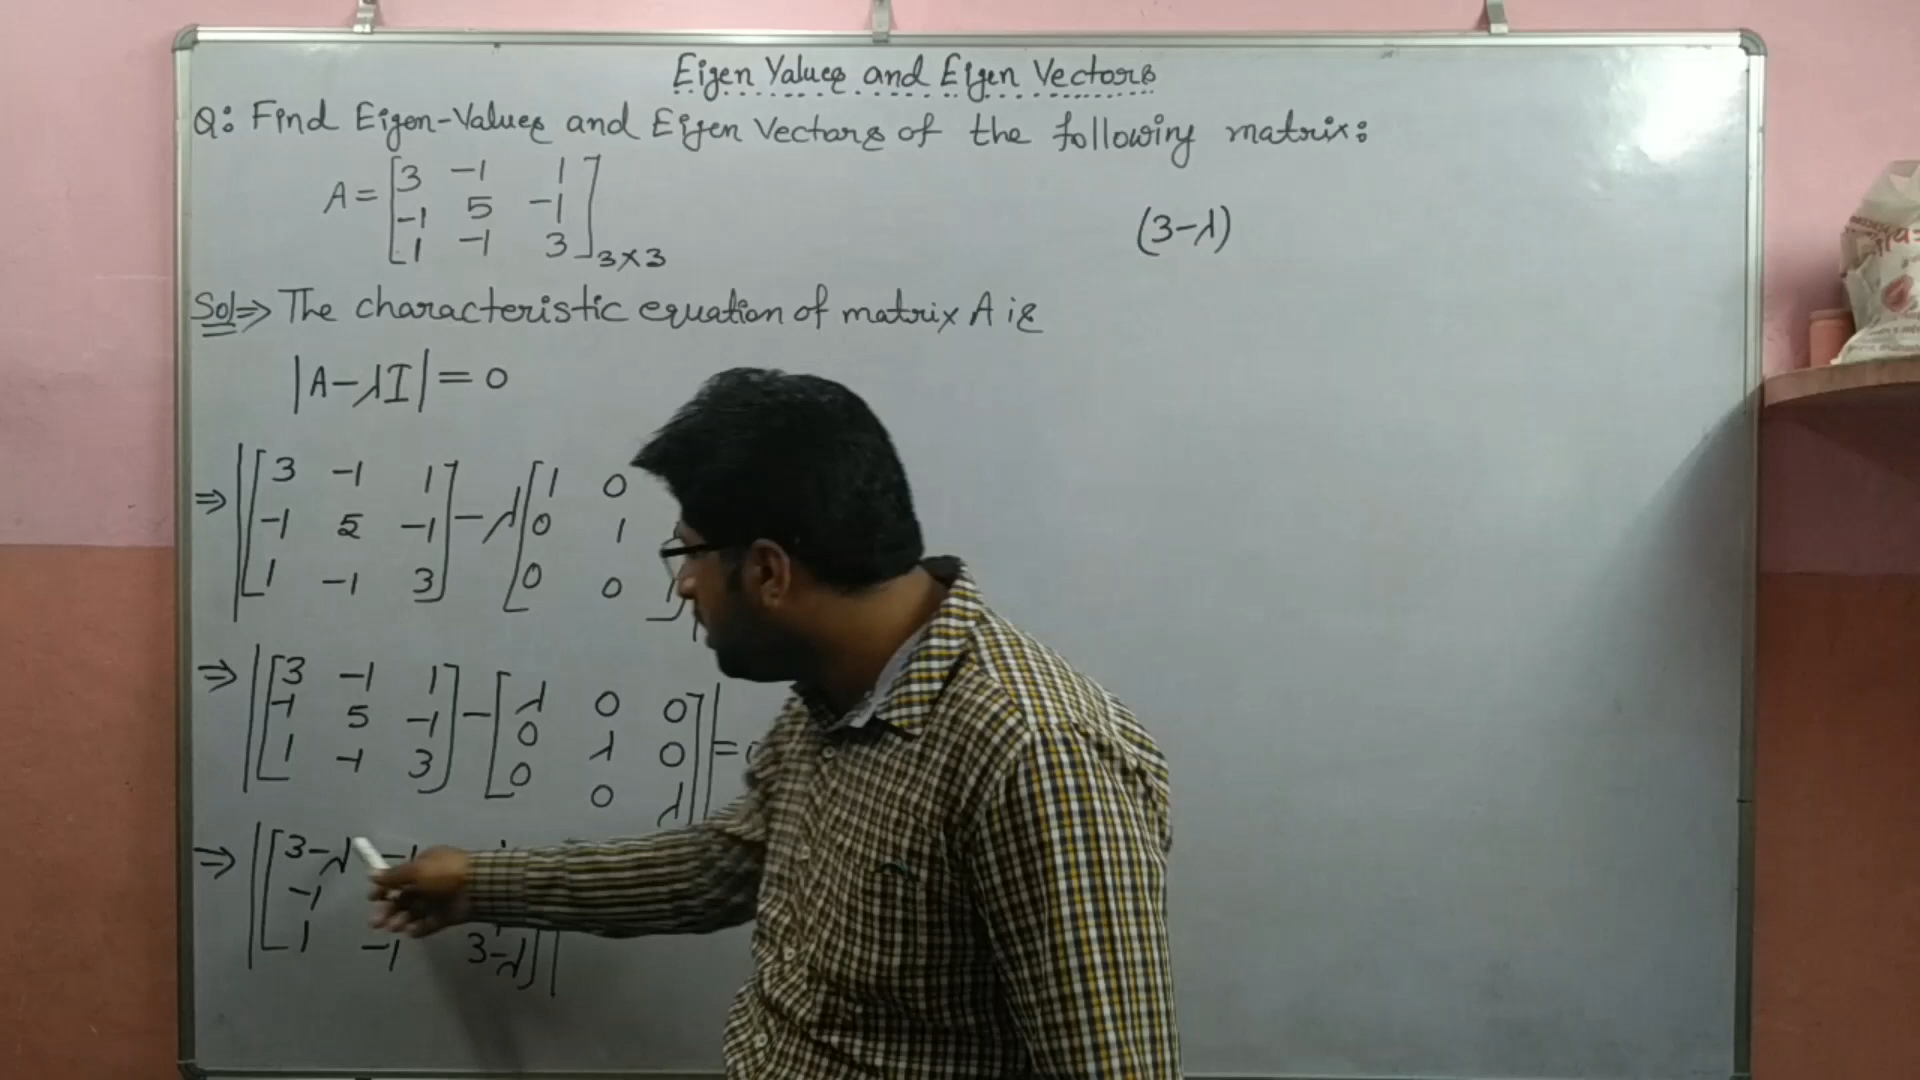 Eigen Values and Eigen Vectors
Q: Find Eigen-Values and Eigen Vectors of the following matrix:
A = [3 -1 1
-1 5 -1
1 -1 3]3×3
(3-λ)
Sol⇒ The characteristic equation of matrix A is
|A-λI| = 0
⇒ |[3 -1 1
-1 5 -1
1 -1 3] - λ[1 0
0 1
0 0 1]|
⇒ |[3 -1 1
-1 5 -1
1 -1 3] - [λ 0 0
0 λ 0
0 0 λ]| =
⇒ |[3-λ -1
-1
1 -1 3-λ]|